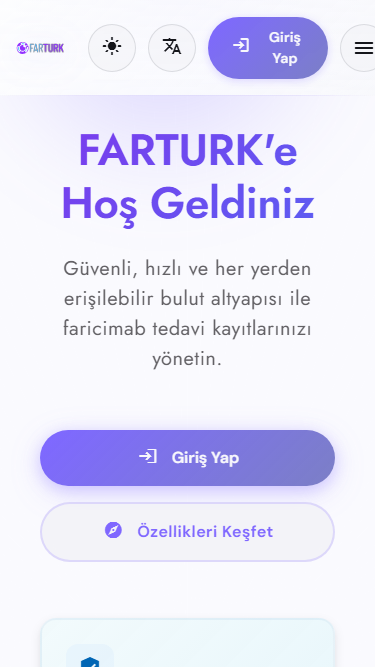 FARTURK
Giriş
Yap
FARTURK'e
Hoş Geldiniz
Güvenli, hızlı ve her yerden
erişilebilir bulut altyapısı ile
faricimab tedavi kayıtlarınızı
yönetin.
Giriş Yap
Özellikleri Keşfet